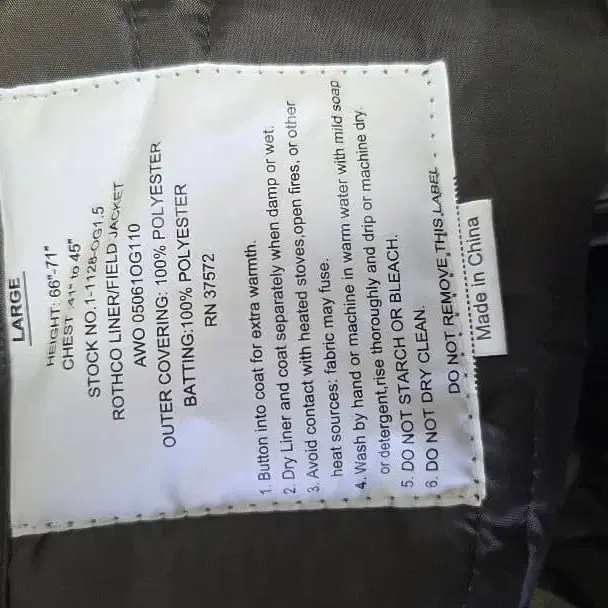 LARGE
HEIGHT: 66"-71"
CHEST :41" to 45"
STOCK NO.1-1128-OG1.5
ROTHCO LINER/FIELD JACKET
AWO 05061OG110
OUTER COVERING: 100% POLYESTER
BATTING:100% POLYESTER
RN 37572
1. Button into coat for extra warmth.
2. Dry Liner and coat separately when damp or wet.
3. Avoid contact with heated stoves,open fires, or other
heat sources: fabric may fuse.
4. Wash by hand or machine in warm water with mild soap
or detergent,rise thoroughly and drip or machine dry.
5. DO NOT STARCH OR BLEACH.
6. DO NOT DRY CLEAN.
DO NOT REMOVE THIS LABEL
Made in China